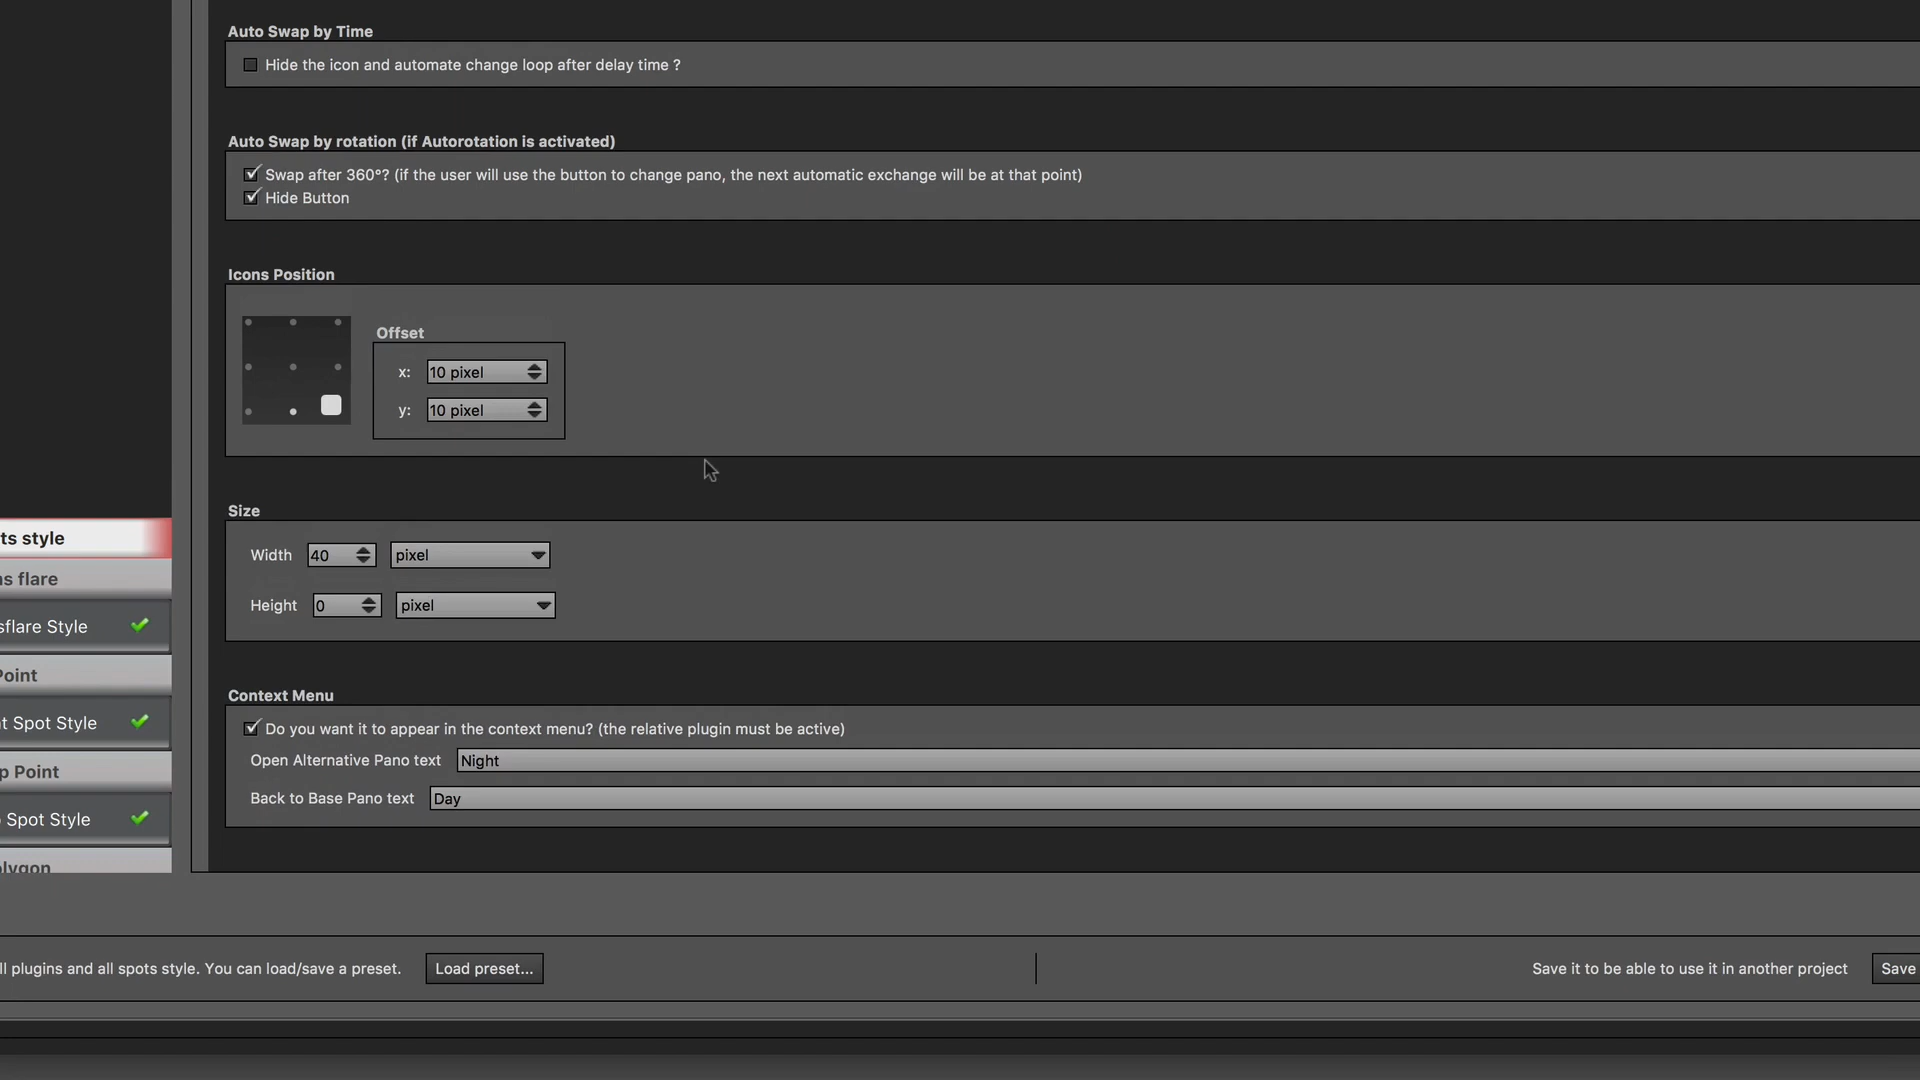 Auto Swap by Time
Hide the icon and automate change loop after delay time ?
Auto Swap by rotation (if Autorotation is activated)
Swap after 360°? (if the user will use the button to change pano, the next automatic exchange will be at that point)
Hide Button
Icons Position
Offset
x: 10 pixel
y: 10 pixel
Size
Width 40 pixel
Height 0 pixel
Context Menu
Do you want it to appear in the context menu? (the relative plugin must be active)
Open Alternative Pano text Night
Back to Base Pano text Day
ts style
ns flare
sflare Style
Point
t Spot Style
p Point
Spot Style
olygon
ll plugins and all spots style. You can load/save a preset. Load preset...
Save it to be able to use it in another project Save